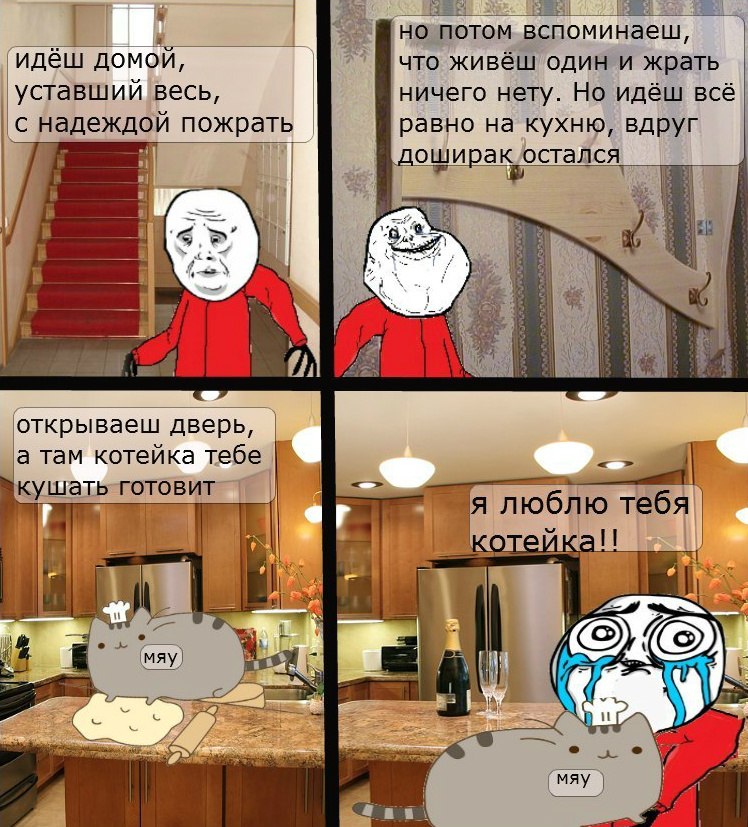 идёш домой,
уставший весь,
с надеждой пожрать
но потом вспоминаеш,
что живёш один и жрать
ничего нету. Но идёш всё
равно на кухню, вдруг
доширак остался
открываеш дверь,
а там котейка тебе
кушать готовит
мяу
я люблю тебя
котейка!!
мяу